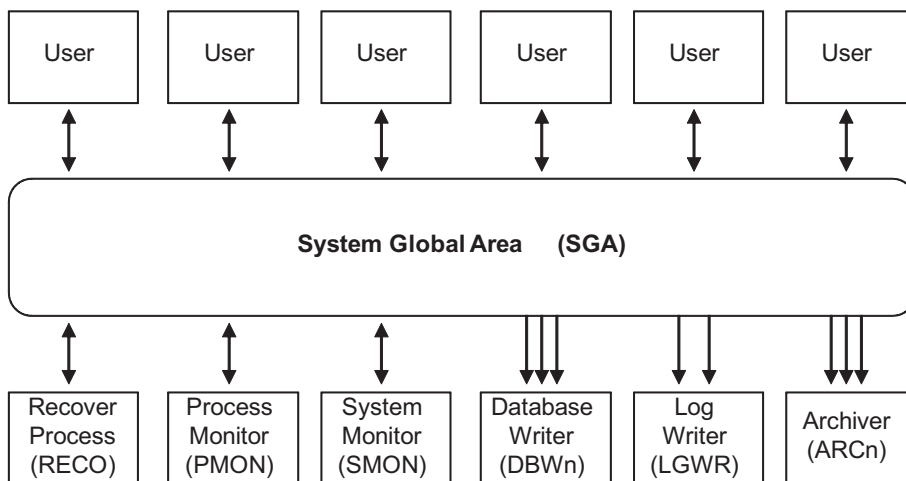 User
User
User
User
User
User
System Global Area (SGA)
Recover
Process
(RECO)
Process
Monitor
(PMON)
System
Monitor
(SMON)
Database
Writer
(DBWn)
Log
Writer
(LGWR)
Archiver
(ARCn)